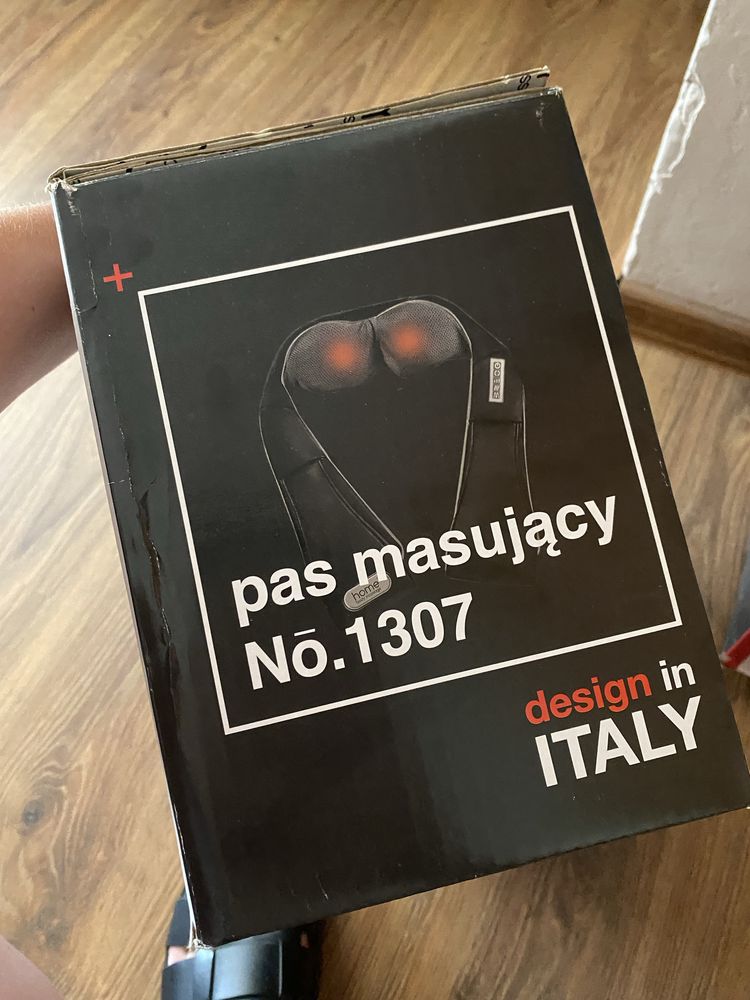 pas masujący
home
Nō.1307
design in
ITALY